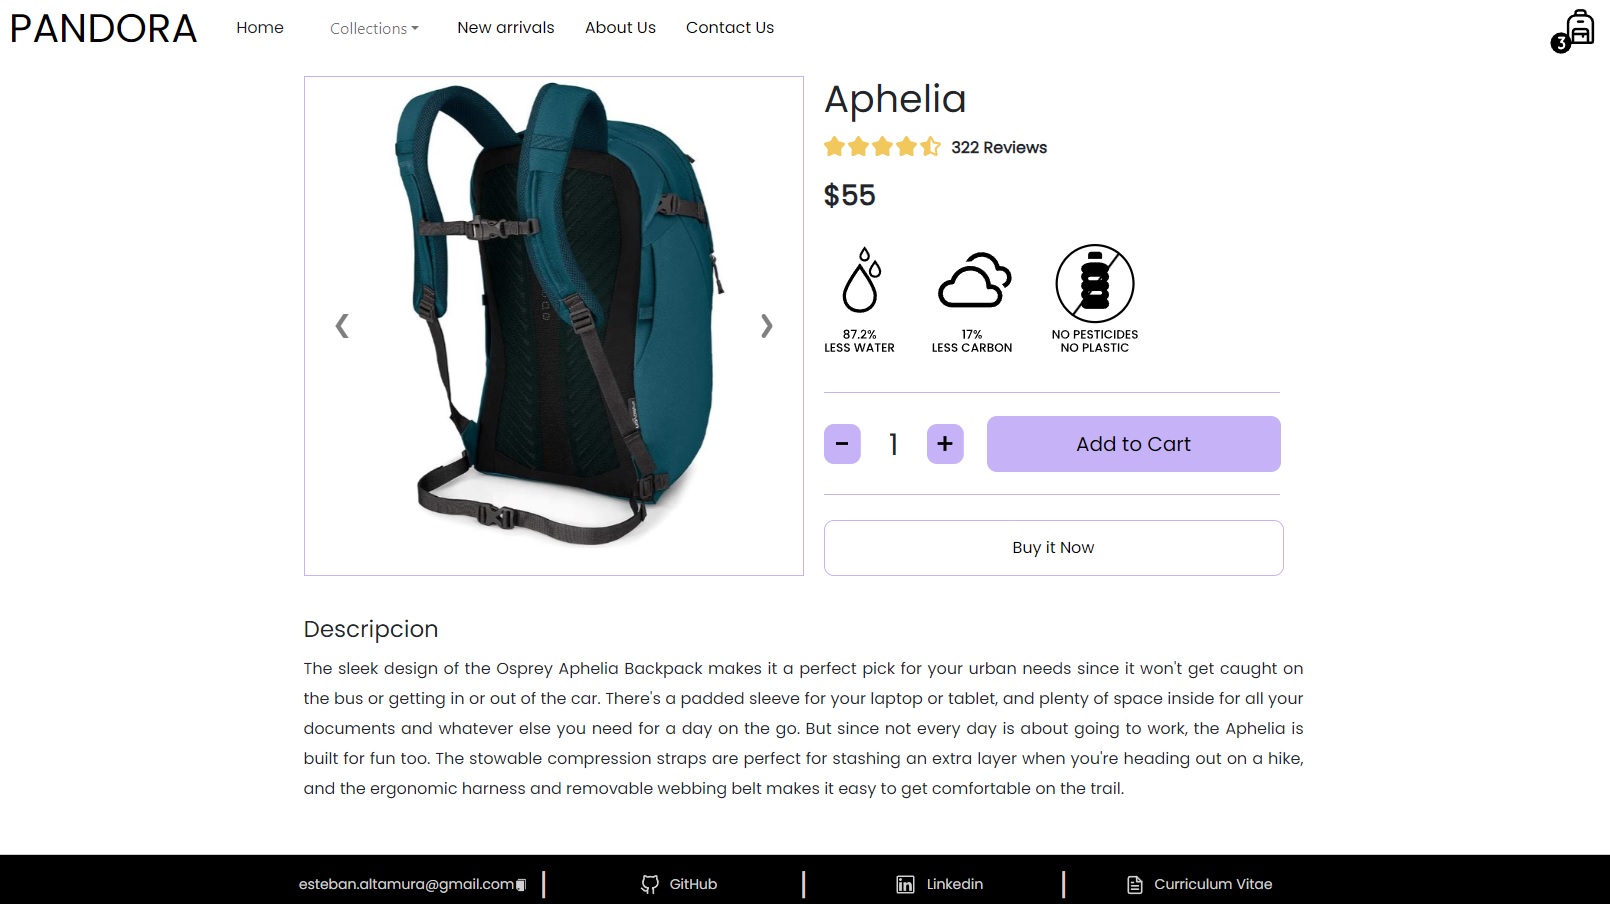 PANDORA
Home
Collections
New arrivals
About Us
Contact Us
3
Aphelia
322 Reviews
$55
87.2%
LESS WATER
17%
LESS CARBON
NO PESTICIDES
NO PLASTIC
-
1
+
Add to Cart
Buy it Now
Descripcion
The sleek design of the Osprey Aphelia Backpack makes it a perfect pick for your urban needs since it won't get caught on
the bus or getting in or out of the car. There's a padded sleeve for your laptop or tablet, and plenty of space inside for all your
documents and whatever else you need for a day on the go. But since not every day is about going to work, the Aphelia is
built for fun too. The stowable compression straps are perfect for stashing an extra layer when you're heading out on a hike,
and the ergonomic harness and removable webbing belt makes it easy to get comfortable on the trail.
esteban.altamura@gmail.com
GitHub
Linkedin
Curriculum Vitae